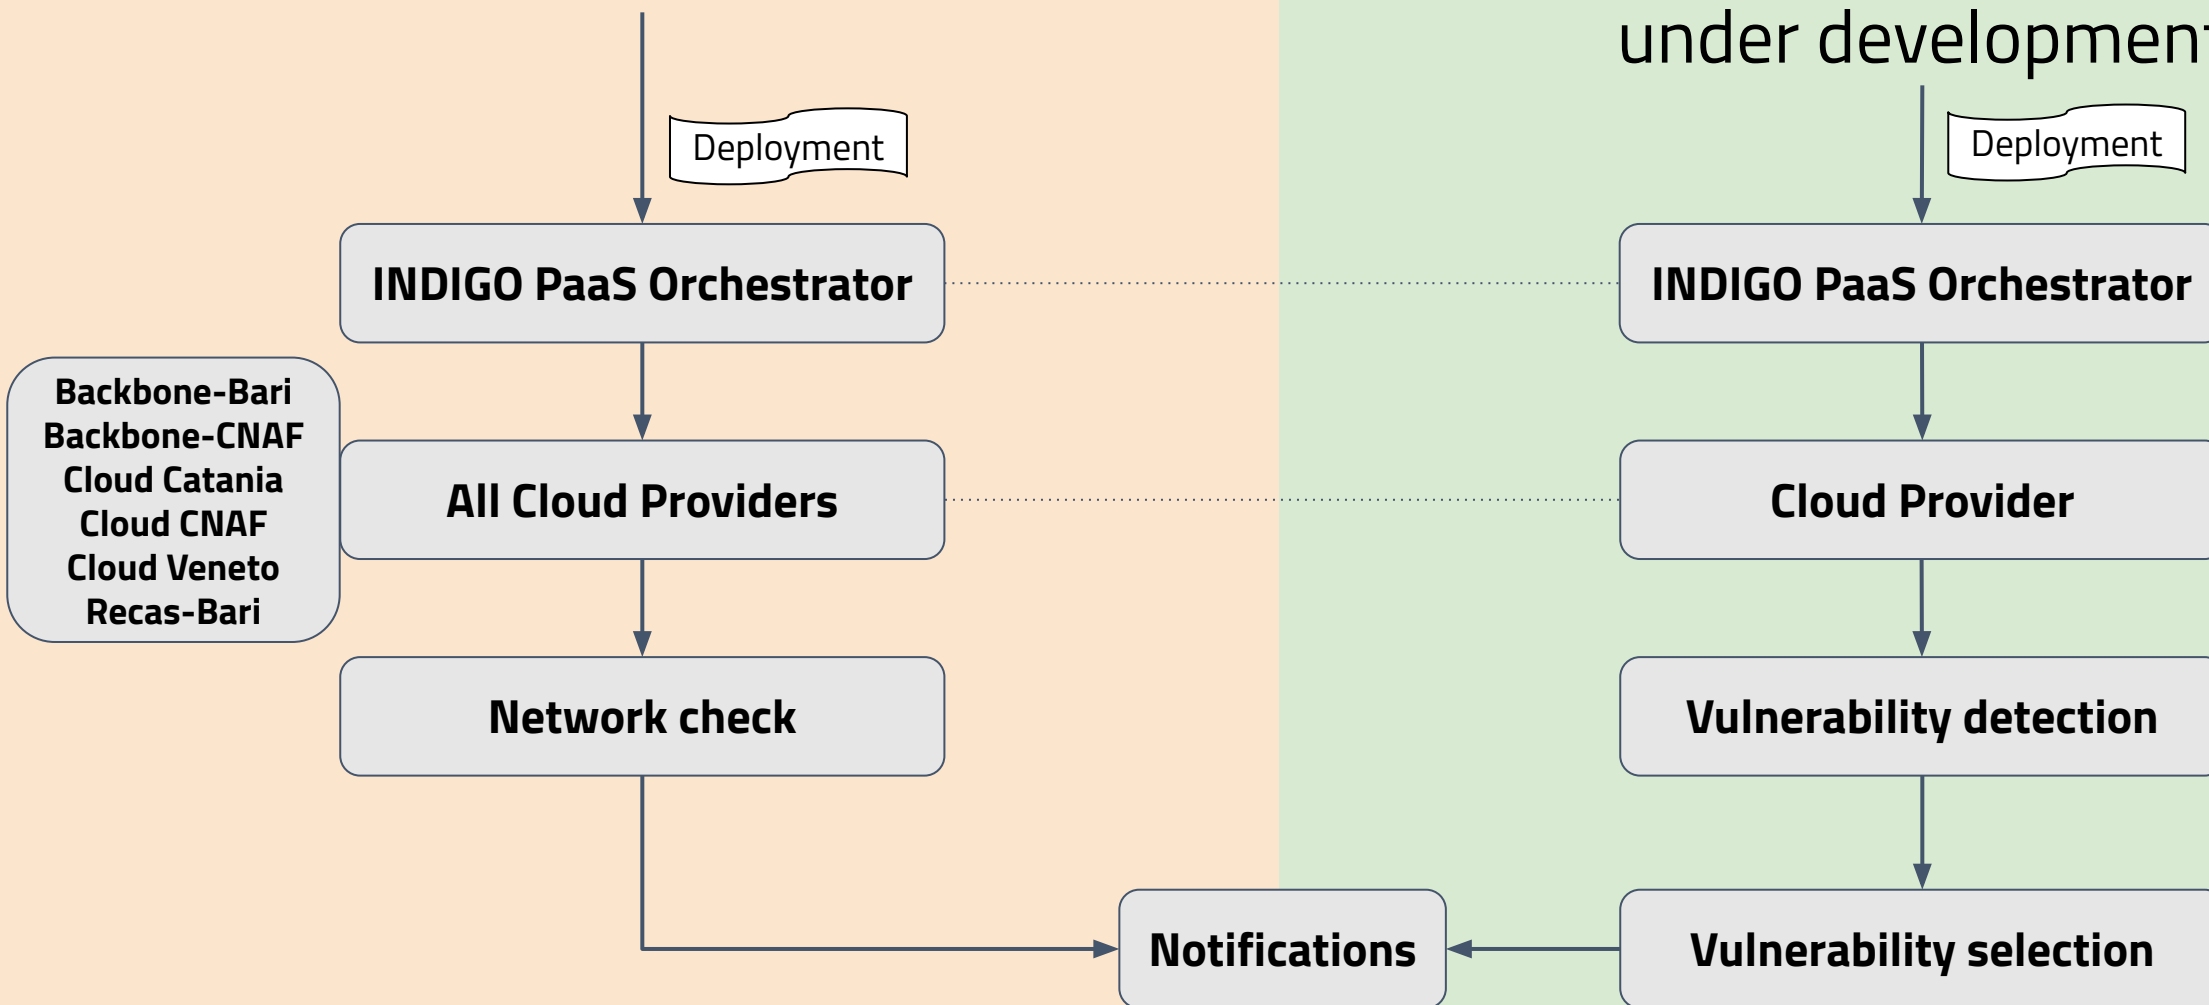 under development
Deployment
Deployment
INDIGO PaaS Orchestrator
INDIGO PaaS Orchestrator
Backbone-Bari
Backbone-CNAF
Cloud Catania
Cloud CNAF
Cloud Veneto
Recas-Bari
All Cloud Providers
Cloud Provider
Network check
Vulnerability detection
Notifications
Vulnerability selection